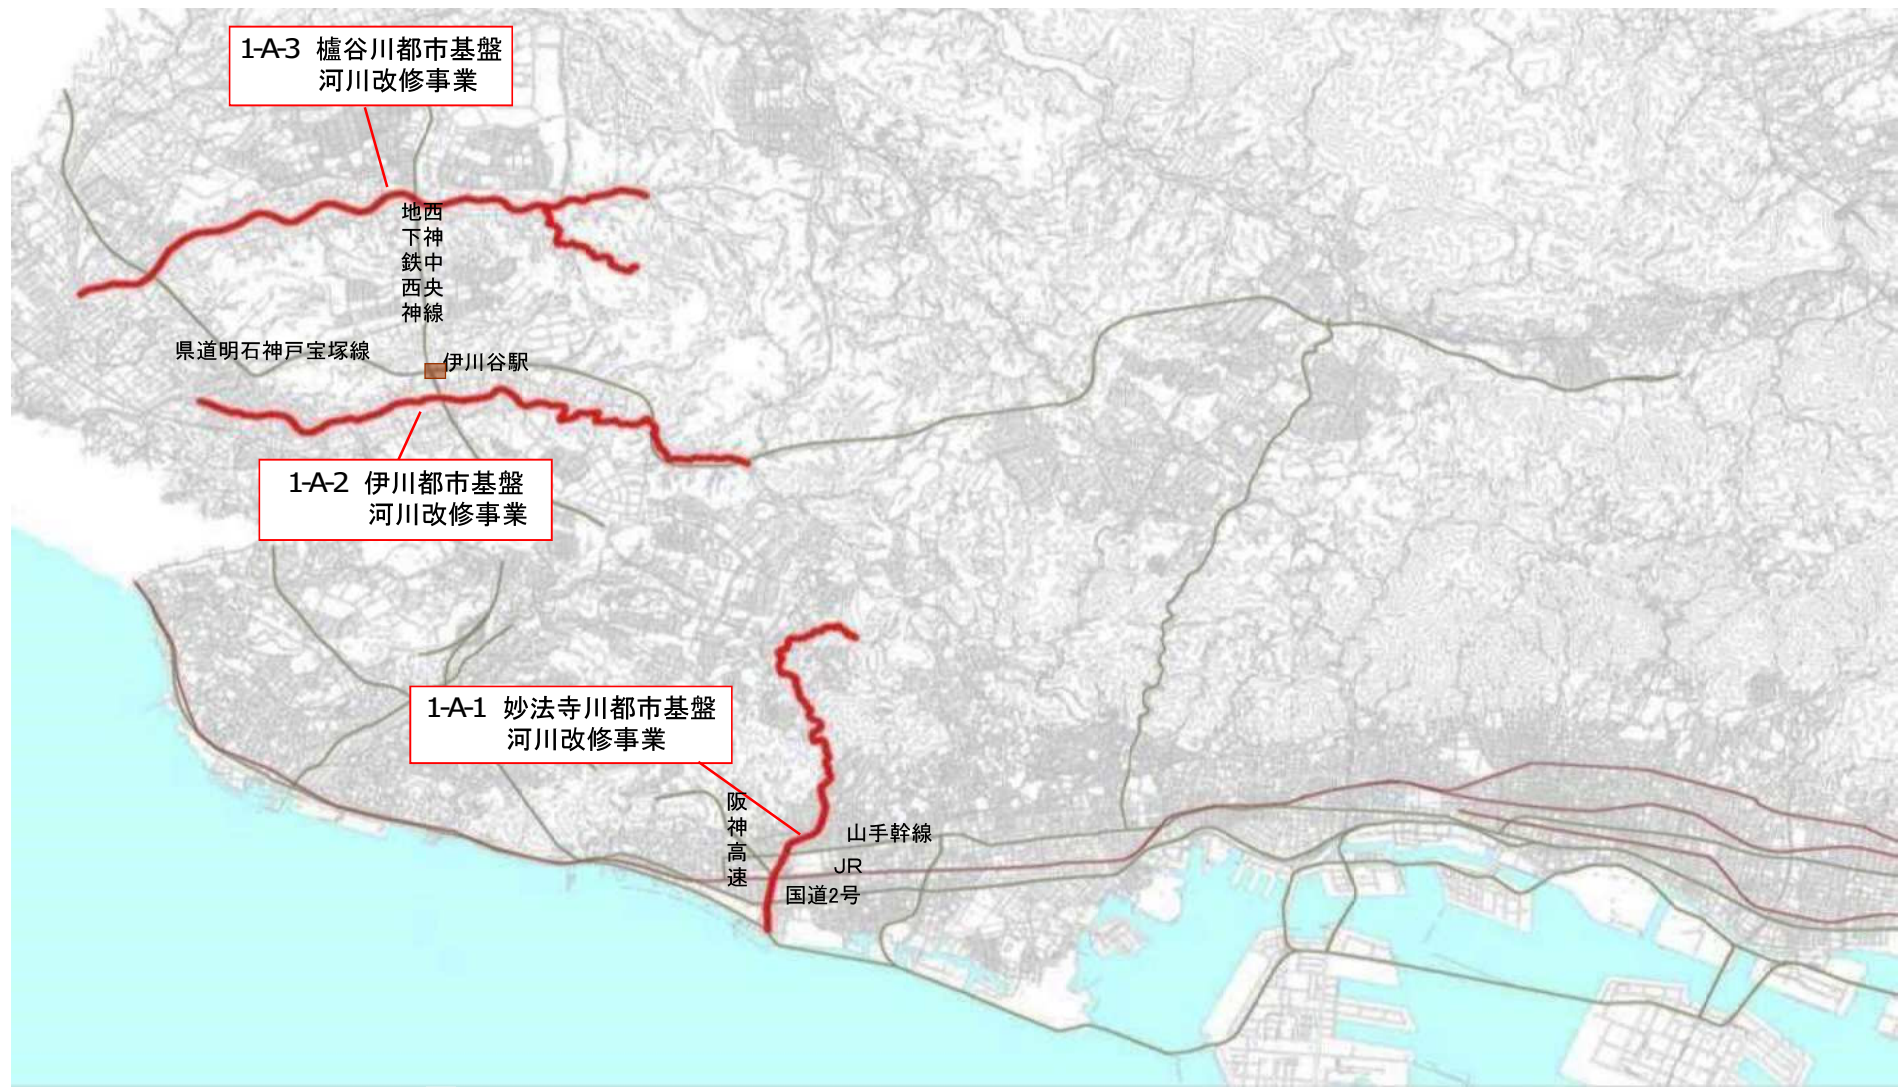 1-A-3 櫨谷川都市基盤
河川改修事業
地下鉄西神
西神中央線
県道明石神戸宝塚線
伊川谷駅
1-A-2 伊川都市基盤
河川改修事業
1-A-1 妙法寺川都市基盤
河川改修事業
阪神高速
山手幹線
JR
国道2号